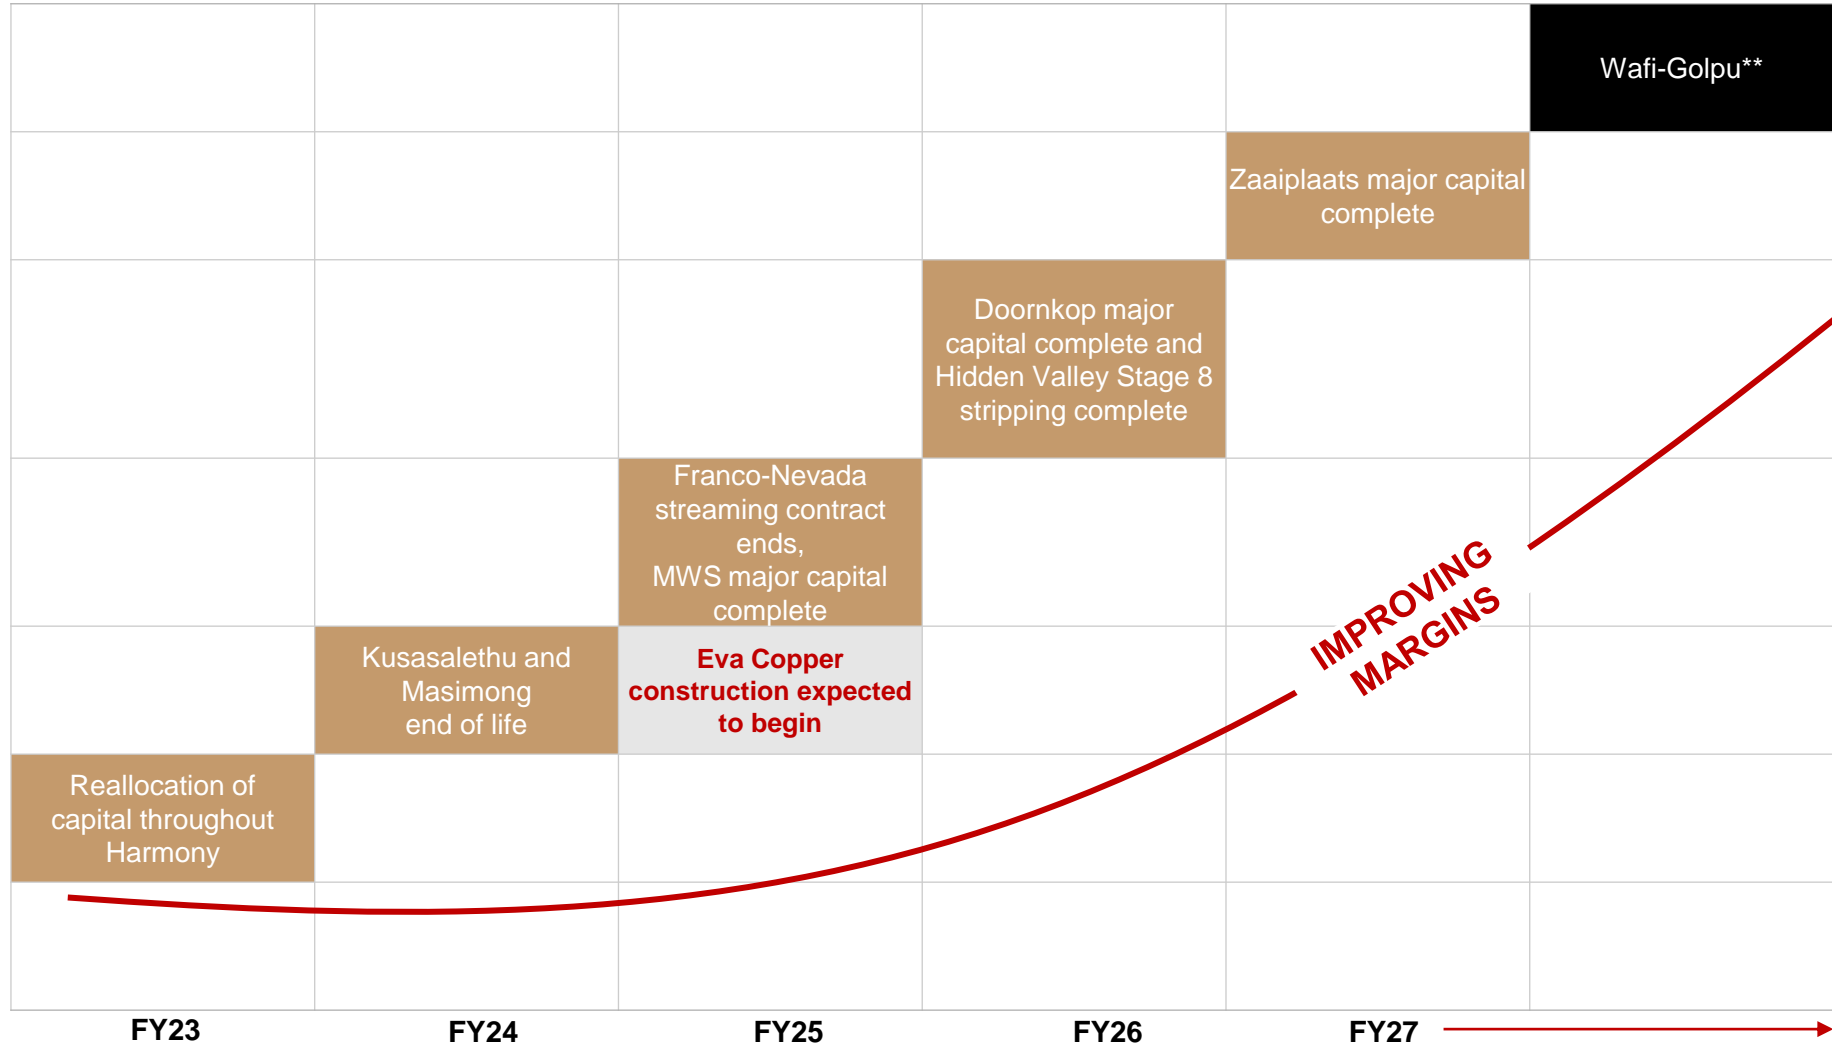 Wafi-Golpu**
Zaaiplaats major capital
complete
Doornkop major
capital complete and
Hidden Valley Stage 8
stripping complete
Franco-Nevada
streaming contract
ends,
MWS major capital
complete
Kusasalethu and
Masimong
end of life
Eva Copper
construction expected
to begin
Reallocation of
capital throughout
Harmony
IMPROVING
MARGINS
FY23
FY24
FY25
FY26
FY27